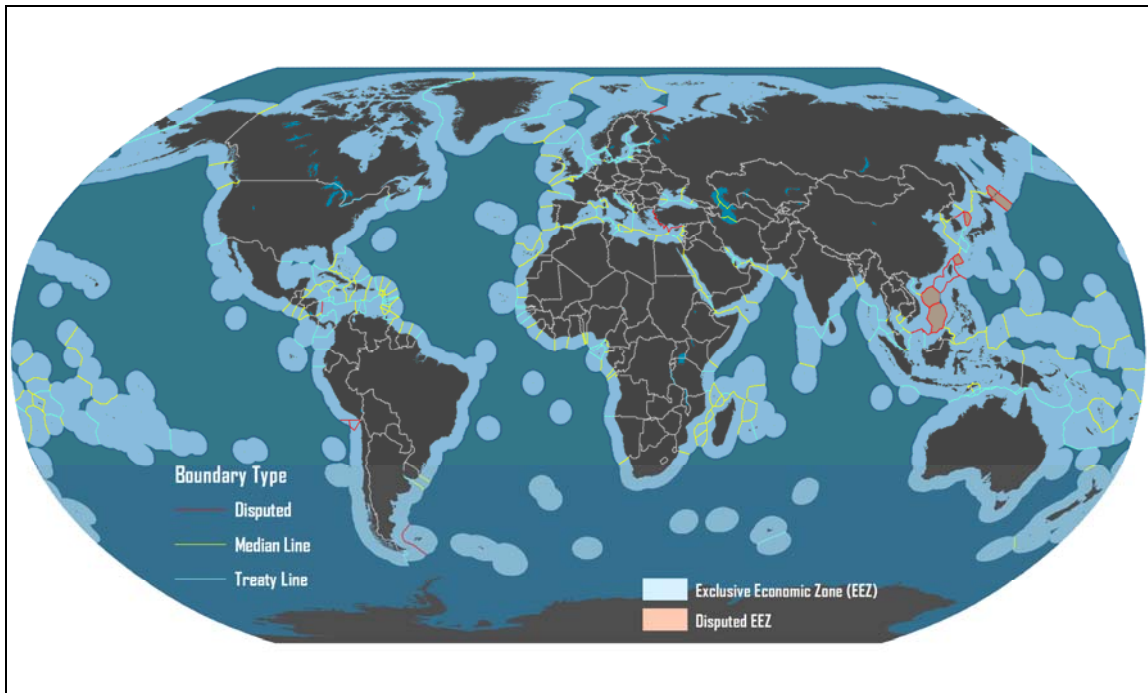 Boundary Type
Disputed
Median Line
Treaty Line
Exclusive Economic Zone (EEZ)
Disputed EEZ